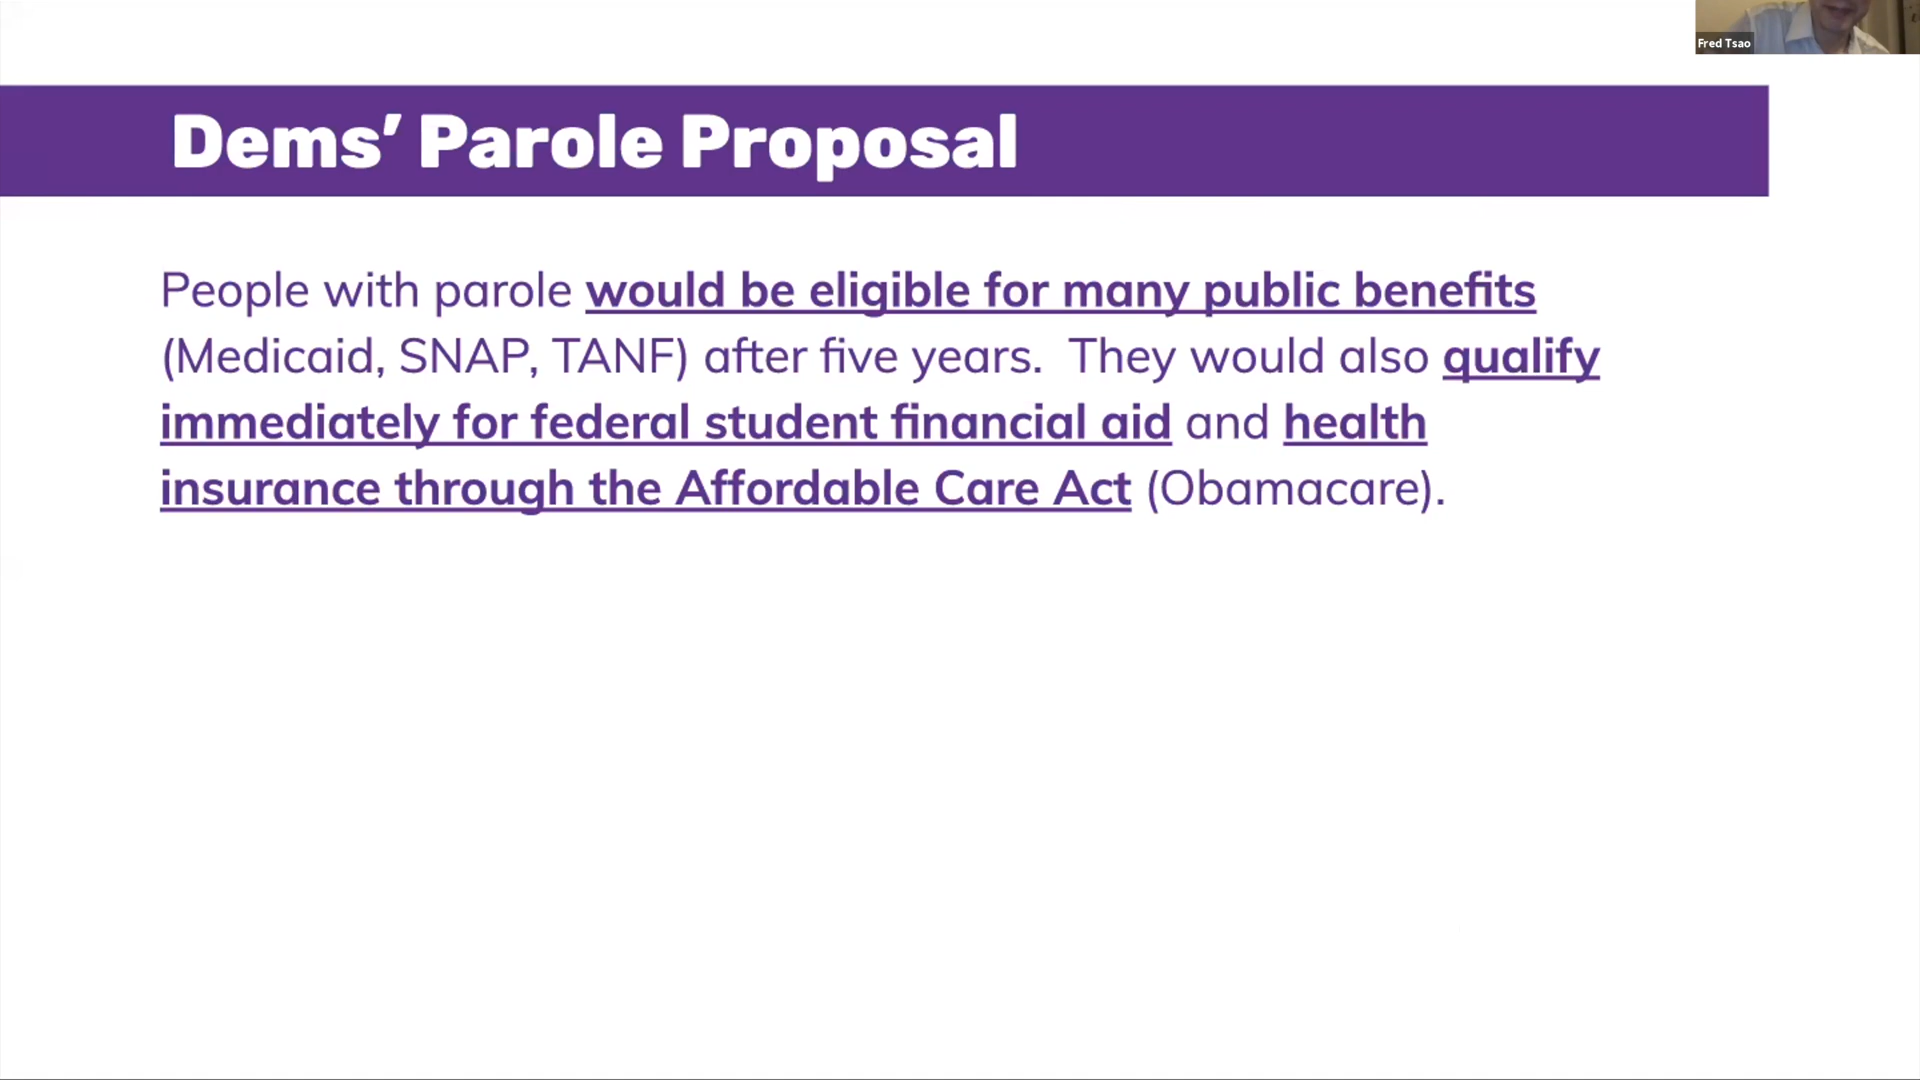 Fred Tsao
Dems’ Parole Proposal
People with parole would be eligible for many public benefits
(Medicaid, SNAP, TANF) after five years.  They would also qualify
immediately for federal student financial aid and health
insurance through the Affordable Care Act (Obamacare).